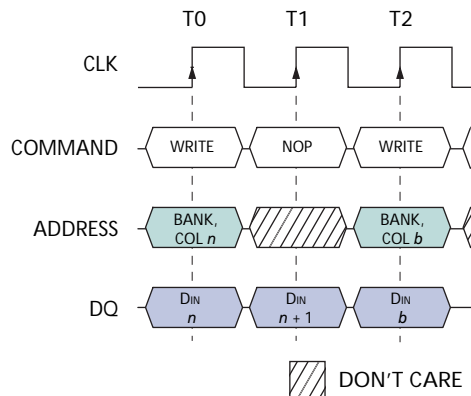 T0 T1 T2
CLK
COMMAND WRITE NOP WRITE
BANK, BANK,
ADDRESS COL n COL b
DIN DIN DIN
DQ n n + 1 b
DON'T CARE